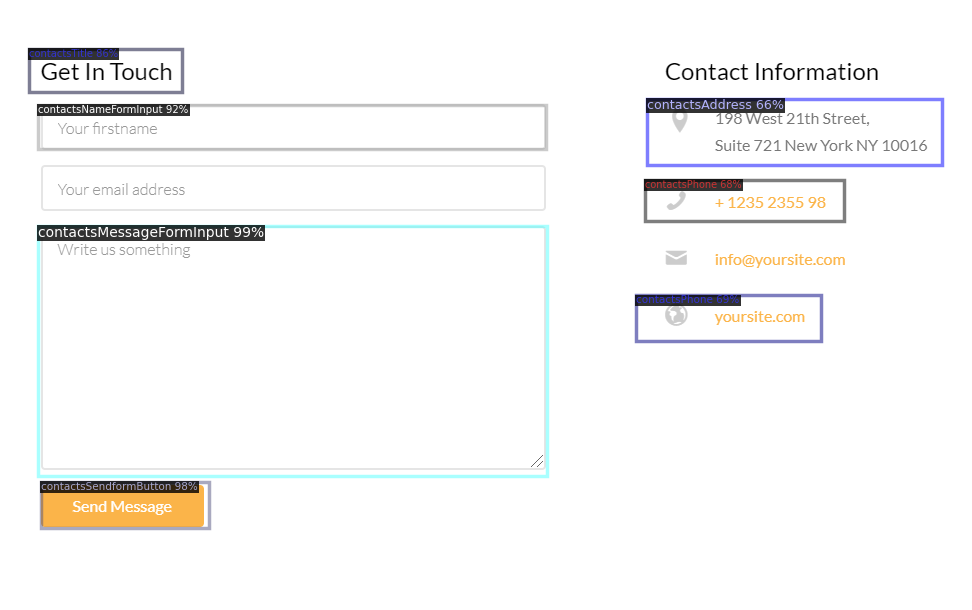 contactsTitle 86%
Get In Touch
contactsNameFormInput 92%
Your firstname
Your email address
contactsMessageFormInput 99%
Write us something
contactsSendformButton 98%
Send Message
Contact Information
contactsAddress 66%
198 West 21th Street,
Suite 721 New York NY 10016
contactsPhone 68%
+ 1235 2355 98
info@yoursite.com
contactsPhone 69%
yoursite.com